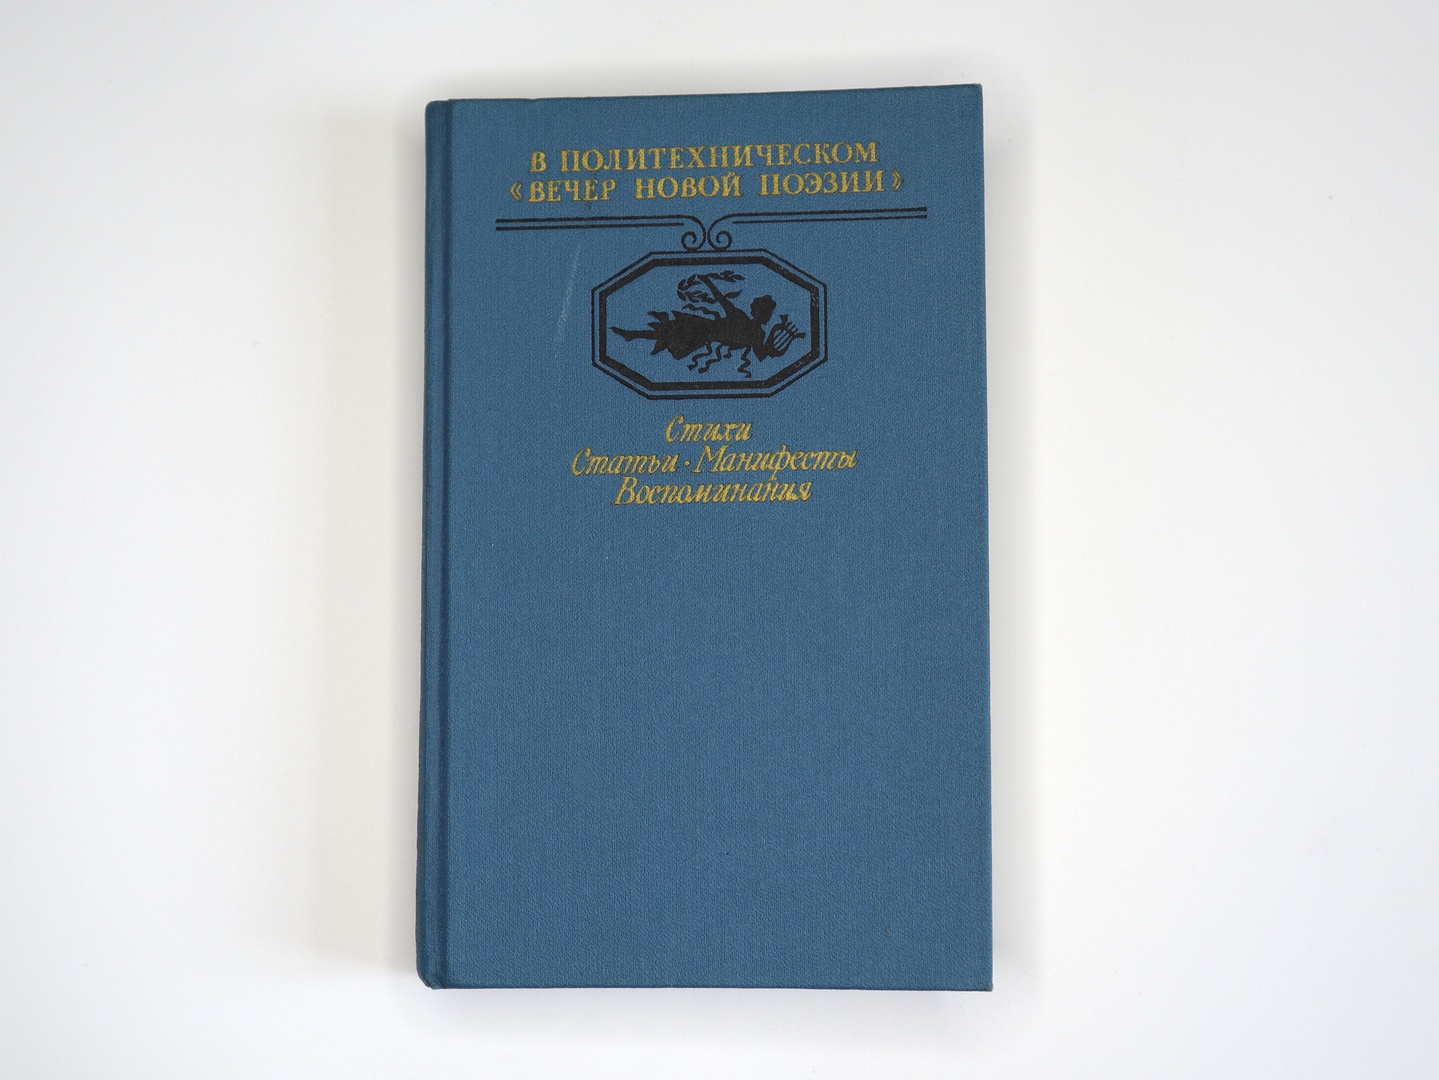 В ПОЛИТЕХНИЧЕСКОМ
«ВЕЧЕР НОВОЙ ПОЭЗИИ»
Стихи
Статьи · Манифесты
Воспоминания